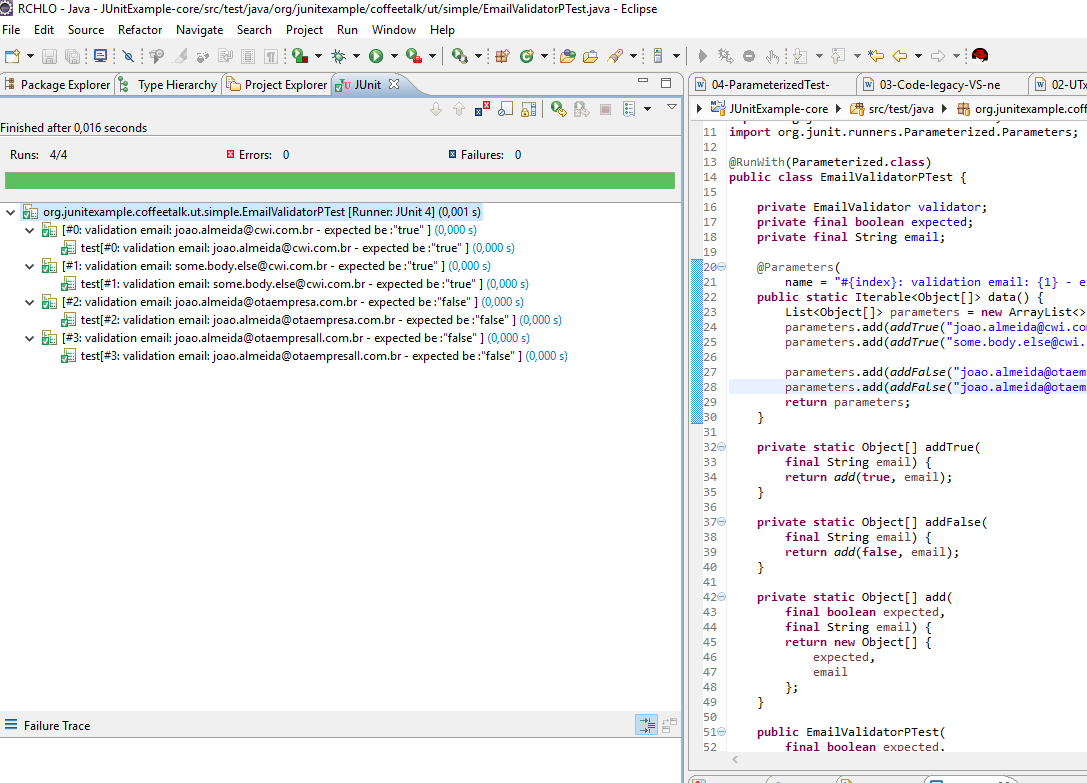 RCHLO - Java - JUnitExample-core/src/test/java/org/junitexample/coffeetalk/ut/simple/EmailValidatorPTest.java - Eclipse
File Edit Source Refactor Navigate Search Project Run Window Help
Package Explorer Type Hierarchy Project Explorer JUnit
Finished after 0,016 seconds
Runs: 4/4 Errors: 0 Failures: 0
org.junitexample.coffeetalk.ut.simple.EmailValidatorPTest [Runner: JUnit 4] (0,001 s)
[#0: validation email: joao.almeida@cwi.com.br - expected be :"true" ] (0,000 s)
test[#0: validation email: joao.almeida@cwi.com.br - expected be :"true" ] (0,000 s)
[#1: validation email: some.body.else@cwi.com.br - expected be :"true" ] (0,000 s)
test[#1: validation email: some.body.else@cwi.com.br - expected be :"true" ] (0,000 s)
[#2: validation email: joao.almeida@otaempresa.com.br - expected be :"false" ] (0,000 s)
test[#2: validation email: joao.almeida@otaempresa.com.br - expected be :"false" ] (0,000 s)
[#3: validation email: joao.almeida@otaempresall.com.br - expected be :"false" ] (0,000 s)
test[#3: validation email: joao.almeida@otaempresall.com.br - expected be :"false" ] (0,000 s)
Failure Trace
04-ParameterizedTest- 03-Code-legacy-VS-ne 02-UTx
JUnitExample-core src/test/java org.junitexample.coff
11 import org.junit.runners.Parameterized.Parameters;
12
13 @RunWith(Parameterized.class)
14 public class EmailValidatorPTest {
15
16 private EmailValidator validator;
17 private final boolean expected;
18 private final String email;
19
20 @Parameters(
21 name = "#{index}: validation email: {1} - e
22 public static Iterable<Object[]> data() {
23 List<Object[]> parameters = new ArrayList<>
24 parameters.add(addTrue("joao.almeida@cwi.co
25 parameters.add(addTrue("some.body.else@cwi.
26
27 parameters.add(addFalse("joao.almeida@otaem
28 parameters.add(addFalse("joao.almeida@otaem
29 return parameters;
30 }
31
32 private static Object[] addTrue(
33 final String email) {
34 return add(true, email);
35 }
36
37 private static Object[] addFalse(
38 final String email) {
39 return add(false, email);
40 }
41
42 private static Object[] add(
43 final boolean expected,
44 final String email) {
45 return new Object[] {
46 expected,
47 email
48 };
49 }
50
51 public EmailValidatorPTest(
52 final boolean expected,